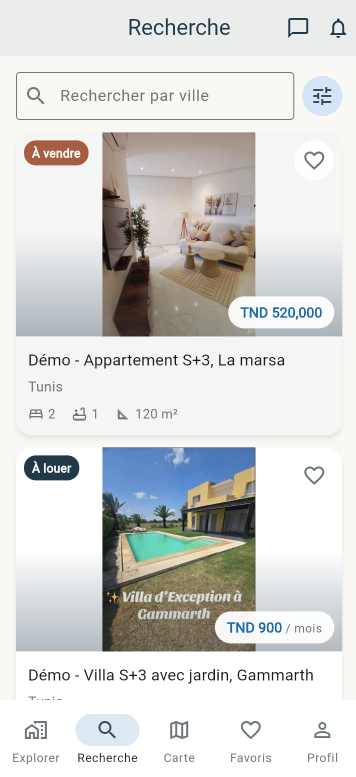 Recherche
Rechercher par ville
À vendre
TND 520,000
Démo - Appartement S+3, La marsa
Tunis
2 1 120 m²
À louer
✨ Villa d'Exception à
Gammarth
TND 900 / mois
Démo - Villa S+3 avec jardin, Gammarth
Tunis
Explorer Recherche Carte Favoris Profil